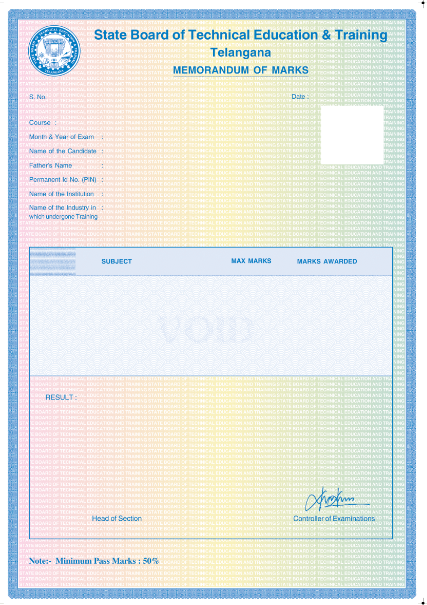 State Board of Technical Education & Training
Telangana
MEMORANDUM OF MARKS
S. No.
Date :
Course :
Month & Year of Exam :
Name of the Candidate :
Father's Name :
Permanent Id No. (PIN) :
Name of the Institution :
Name of the Industry in :
which undergone Training
SUBJECT MAX MARKS MARKS AWARDED
VOID
RESULT :
Head of Section Controller of Examinations
Note:- Minimum Pass Marks : 50%